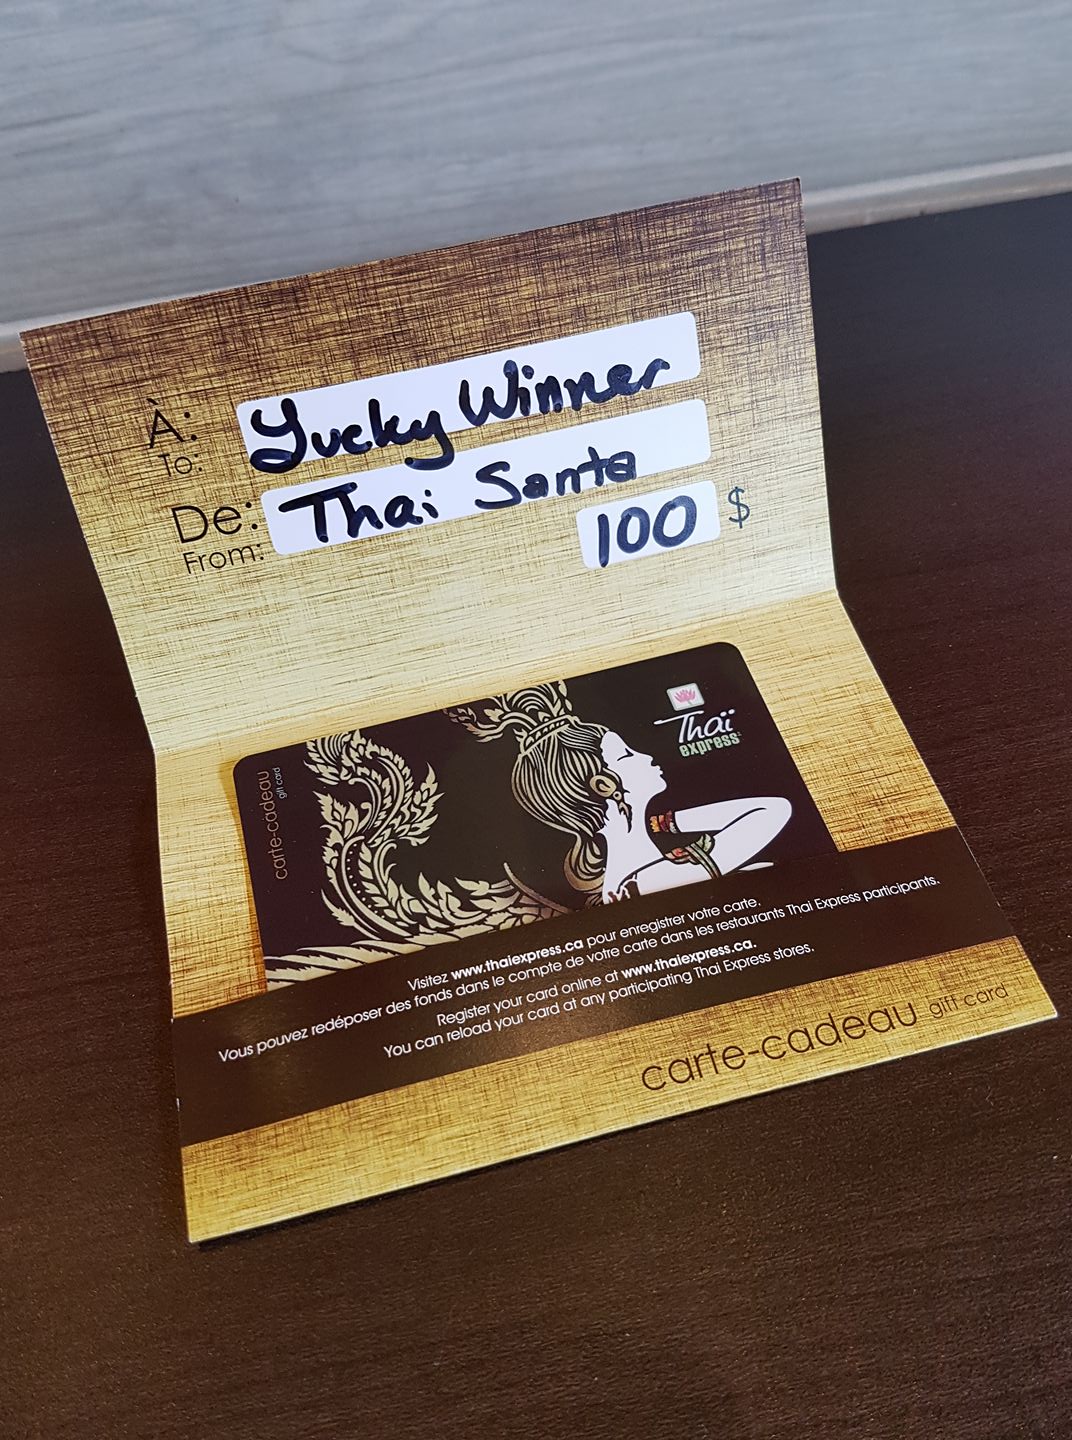 À: Lucky Winner
To:
De: Thai Santa
From:
100 $
carte-cadeau
gift card
Thaï
express
Visitez www.thaiexpress.ca pour enregistrer votre carte.
Vous pouvez redéposer des fonds dans le compte de votre carte dans les restaurants Thai Express participants.
Register your card online at www.thaiexpress.ca.
You can reload your card at any participating Thai Express stores.
carte-cadeau gift card